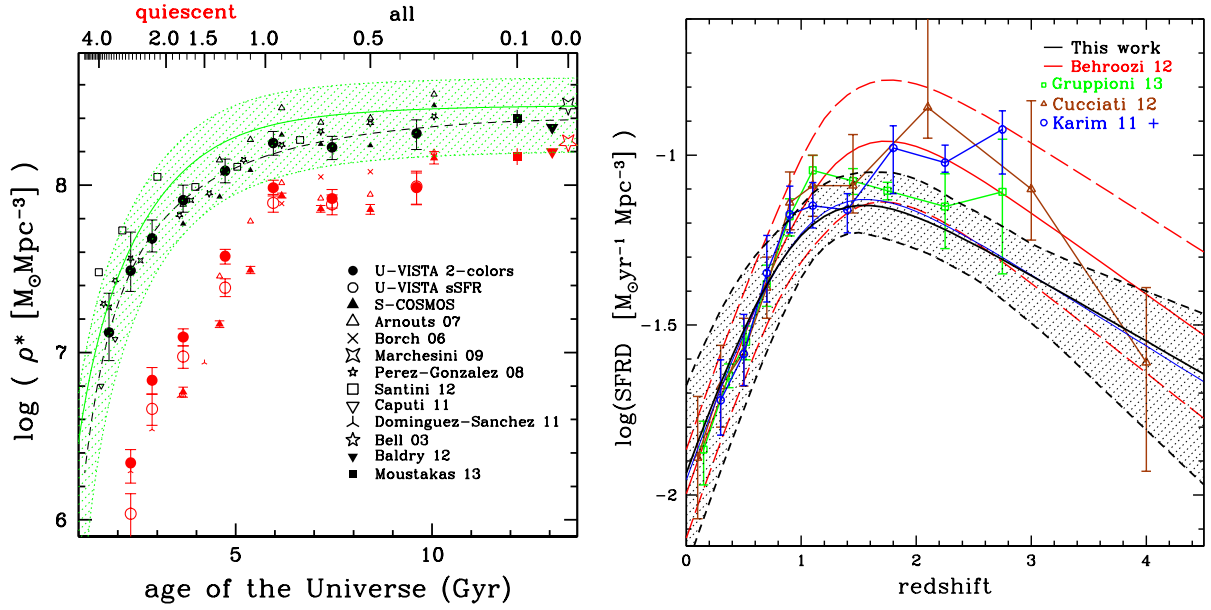 quiescent all
4.0 2.0 1.5 1.0 0.5 0.1 0.0
log ( ρ* [M⊙Mpc⁻³] )
8
7
6
5 10
age of the Universe (Gyr)
U-VISTA 2-colors
U-VISTA sSFR
S-COSMOS
Arnouts 07
Borch 06
Marchesini 09
Perez-Gonzalez 08
Santini 12
Caputi 11
Dominguez-Sanchez 11
Bell 03
Baldry 12
Moustakas 13
log(SFRD [M⊙yr⁻¹ Mpc⁻³)
-1
-1.5
-2
0 1 2 3 4
redshift
This work
Behroozi 12
Gruppioni 13
Cucciati 12
Karim 11 +